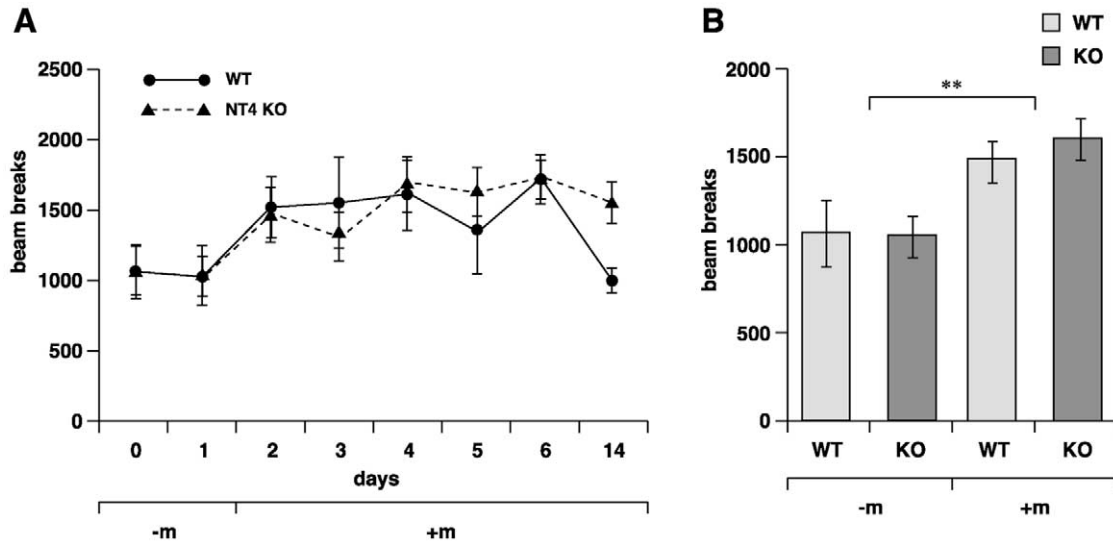 A
2500
2000
1500
1000
500
0
beam breaks
WT
NT4 KO
0 1 2 3 4 5 6 14
days
-m +m
B
WT
KO
2000
1500
1000
500
0
beam breaks
**
WT KO WT KO
-m +m